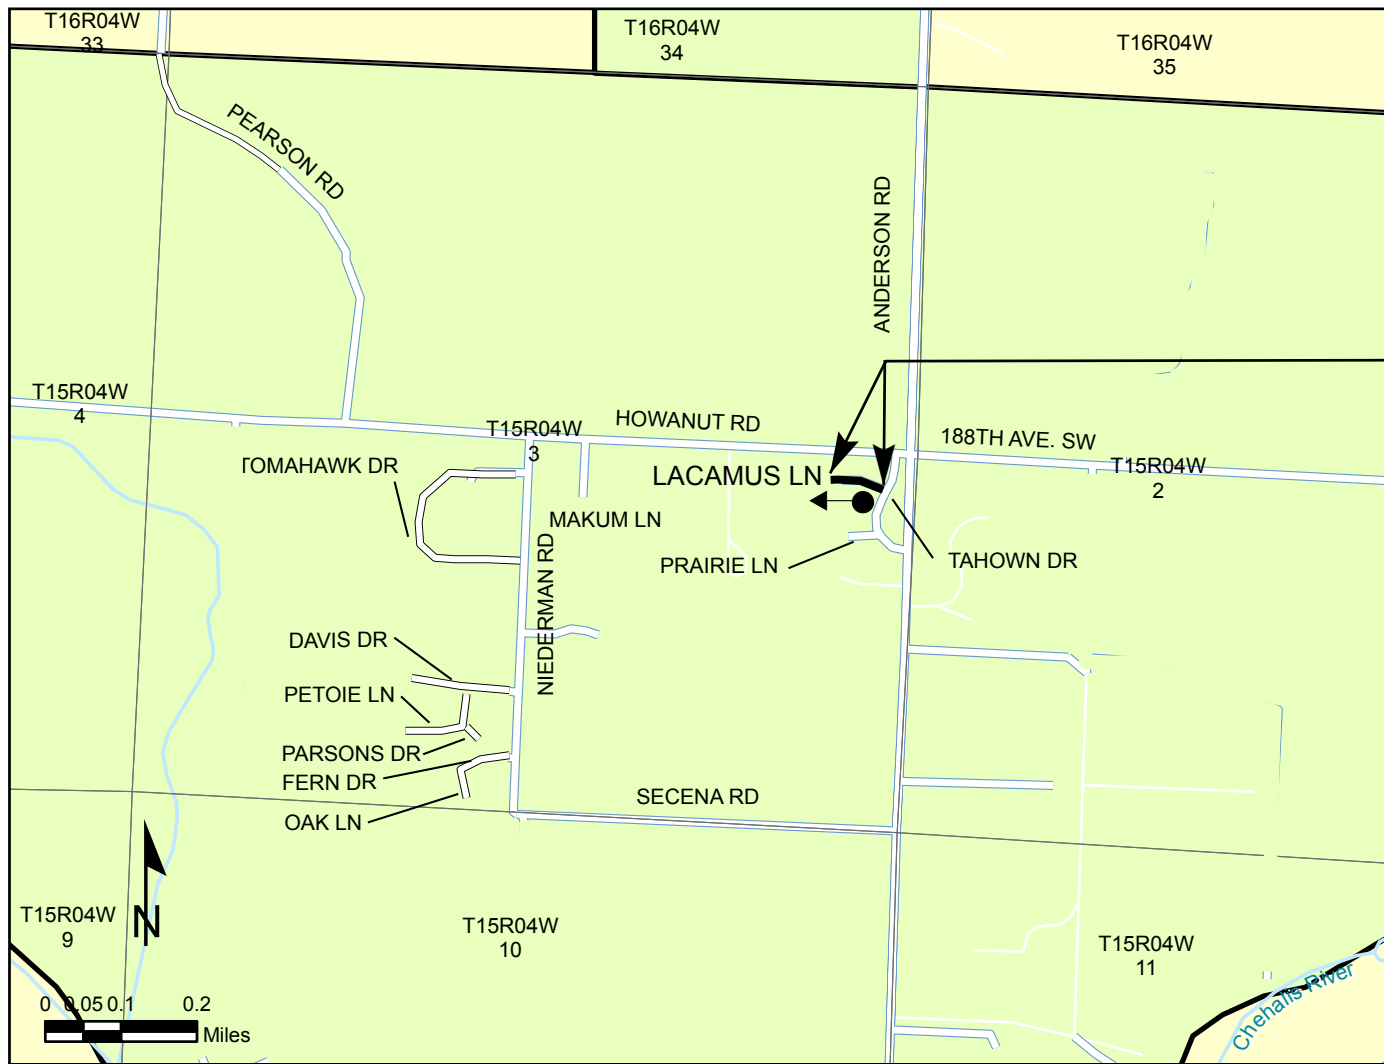 T16R04W
33
T16R04W
34
T16R04W
35
PEARSON RD
ANDERSON RD
T15R04W
4
HOWANUT RD
T15R04W
3
188TH AVE. SW
T15R04W
2
TOMAHAWK DR
LACAMUS LN
MAKUM LN
PRAIRIE LN
TAHOWN DR
NIEDERMAN RD
DAVIS DR
PETOIE LN
PARSONS DR
FERN DR
OAK LN
SECENA RD
T15R04W
9
N
T15R04W
10
T15R04W
11
Chehalis River
0 0.05 0.1 0.2
Miles